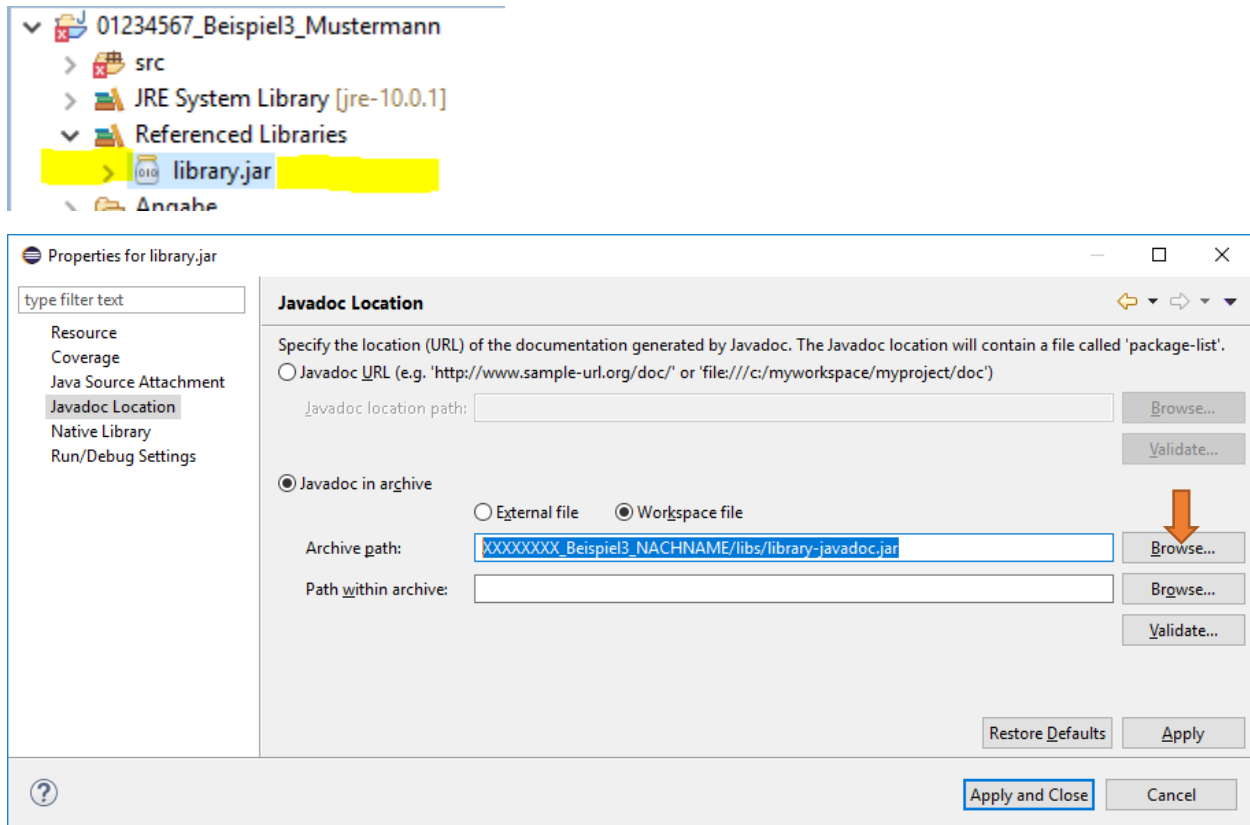 01234567_Beispiel3_Mustermann
src
JRE System Library [jre-10.0.1]
Referenced Libraries
010 library.jar
Angabe
Properties for library.jar
type filter text
Resource
Coverage
Java Source Attachment
Javadoc Location
Native Library
Run/Debug Settings
Javadoc Location
Specify the location (URL) of the documentation generated by Javadoc. The Javadoc location will contain a file called 'package-list'.
Javadoc URL (e.g. 'http://www.sample-url.org/doc/' or 'file:///c:/myworkspace/myproject/doc')
Javadoc location path: Browse...
Validate...
Javadoc in archive
External file Workspace file
Archive path: XXXXXXXX_Beispiel3_NACHNAME/libs/library-javadoc.jar Browse...
Path within archive: Browse...
Validate...
Restore Defaults Apply
? Apply and Close Cancel